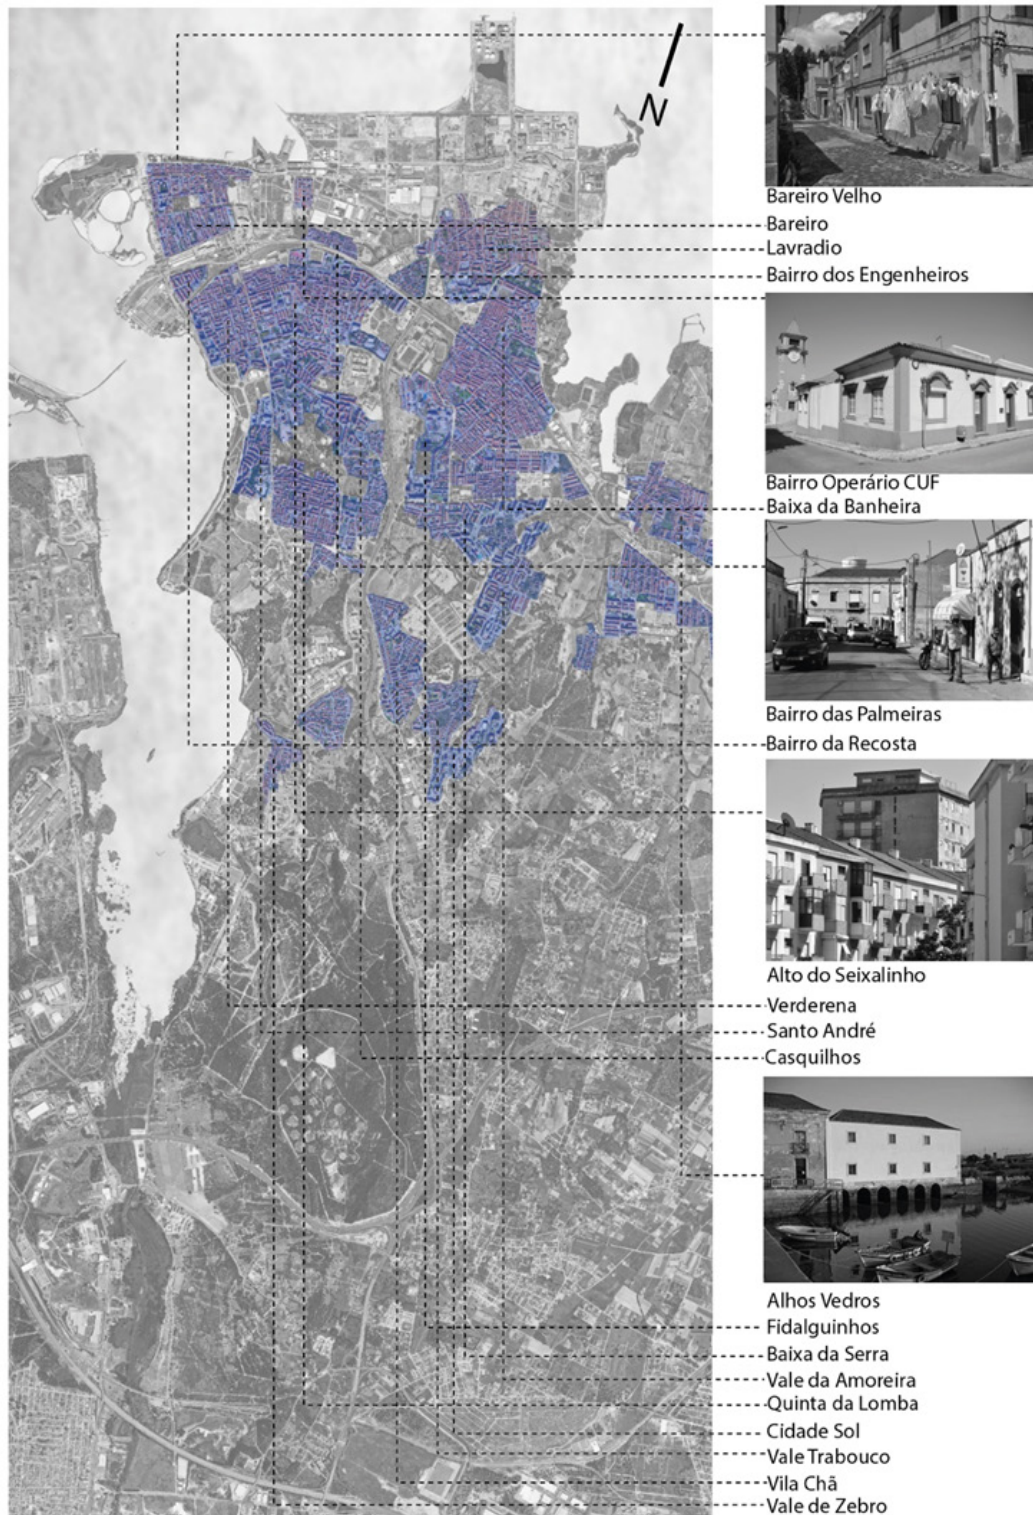 N
Bareiro Velho
Bareiro
Lavradio
Bairro dos Engenheiros
Bairro Operário CUF
Baixa da Banheira
Bairro das Palmeiras
Bairro da Recosta
Alto do Seixalinho
Verderena
Santo André
Casquilhos
Alhos Vedros
Fidalguinhos
Baixa da Serra
Vale da Amoreira
Quinta da Lomba
Cidade Sol
Vale Trabouco
Vila Chã
Vale de Zebro